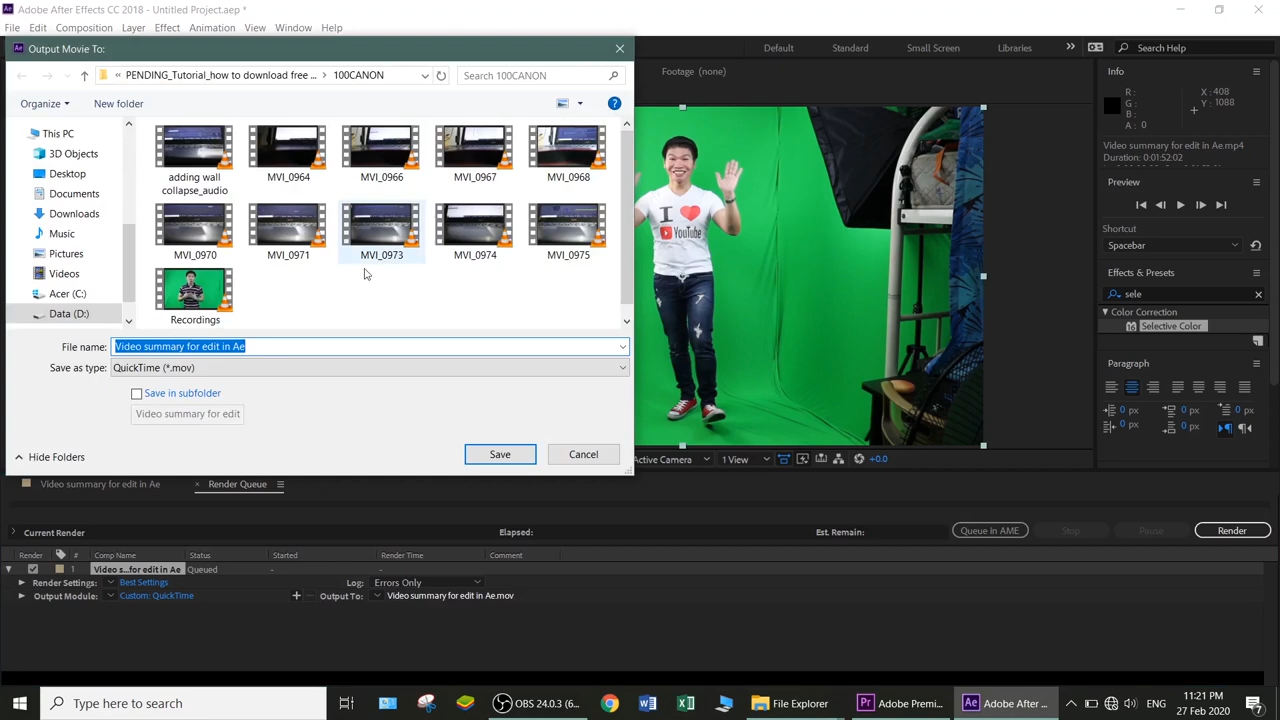 Adobe After Effects CC 2018 - Untitled Project.aep *
File Edit Composition Layer Effect Animation View Window Help
Output Movie To:
« PENDING_Tutorial_how to download free ... › 100CANON
Search 100CANON
Default Standard Small Screen Libraries » Search Help
Footage (none)
Organize New folder
This PC
3D Objects
Desktop
Documents
Downloads
Music
Pictures
Videos
Acer (C:)
Data (D:)
adding wall collapse_audio
MVI_0964
MVI_0966
MVI_0967
MVI_0968
MVI_0970
MVI_0971
MVI_0973
MVI_0974
MVI_0975
Recordings
File name: Video summary for edit in Ae
Save as type: QuickTime (*.mov)
Save in subfolder
Video summary for edit
Hide Folders
Save Cancel
I
YouTube
Info
R:
G:
B:
A: 0
X: 408
Y: 1088
Video summary for edit in Ae.mp4
Duration: 0:01:52:02
Preview
Shortcut
Spacebar
Effects & Presets
sele
Color Correction
Selective Color
Paragraph
0 px 0 px 0 px
0 px 0 px
Active Camera 1 View +0.0
Video summary for edit in Ae
× Render Queue
Current Render Elapsed: Est. Remain: Queue in AME Stop Pause Render
Render # Comp Name Status Started Render Time Comment
1 Video s...for edit in Ae Queued - -
Render Settings: Best Settings Log: Errors Only
Output Module: Custom: QuickTime Output To: Video summary for edit in Ae.mov
Type here to search
OBS 24.0.3 (6...
File Explorer
Adobe Premi...
Adobe After ...
ENG
11:21 PM
27 Feb 2020
7